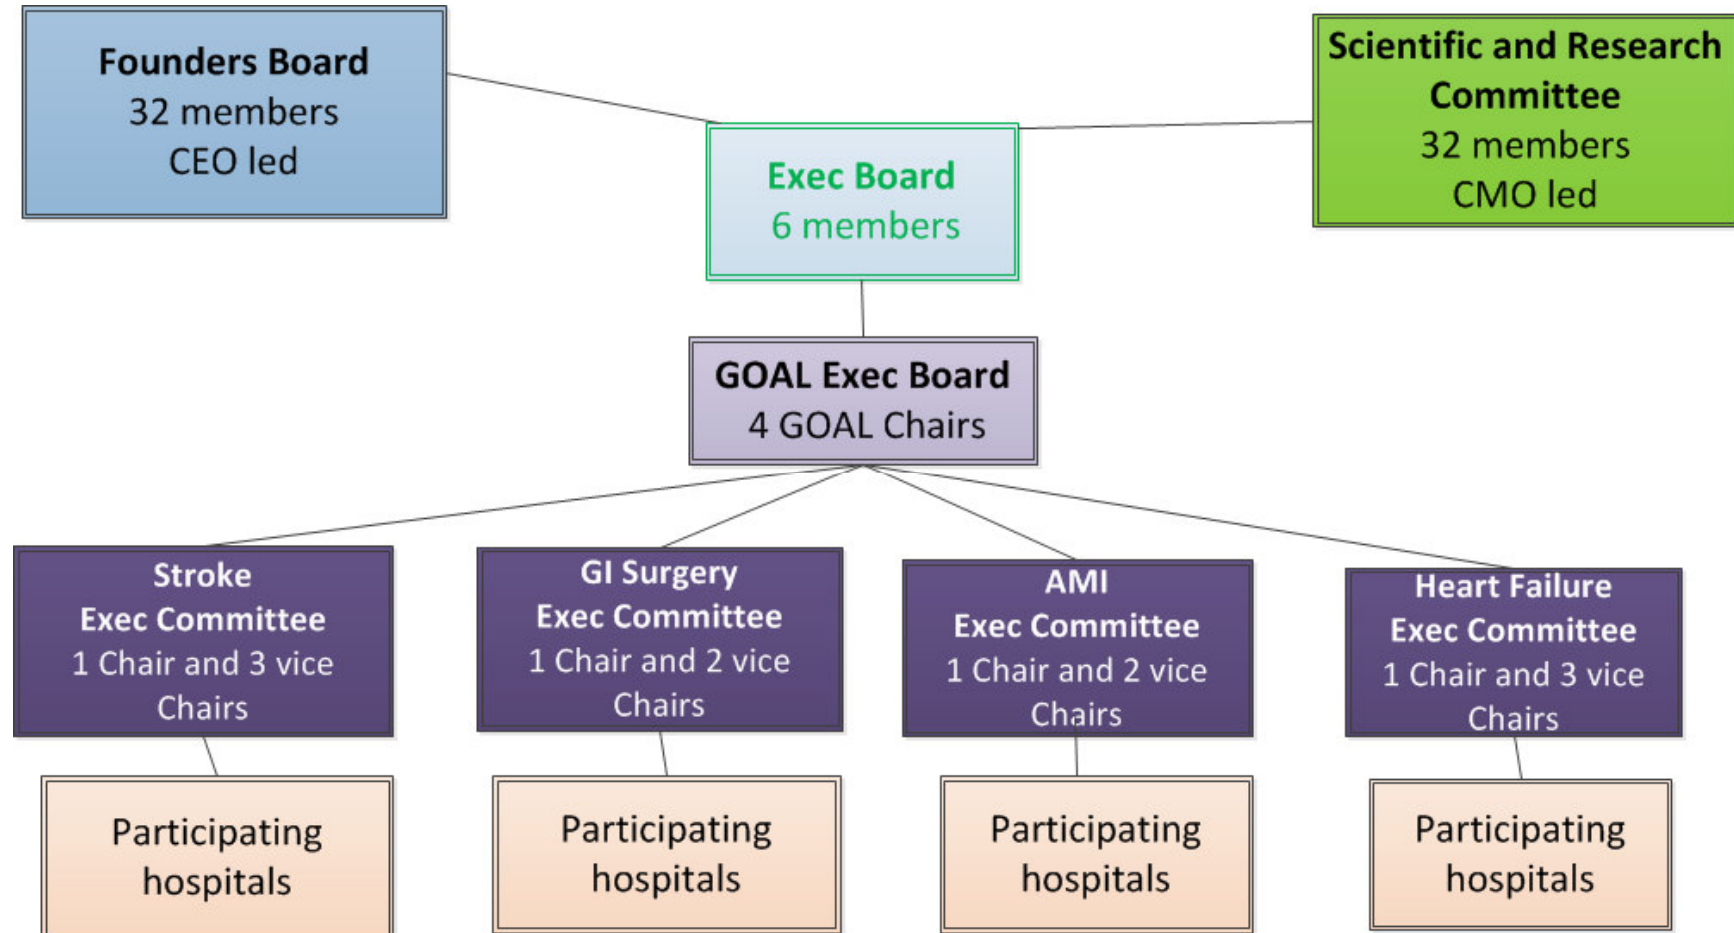 Founders Board
32 members
CEO led
Scientific and Research
Committee
32 members
CMO led
Exec Board
6 members
GOAL Exec Board
4 GOAL Chairs
Stroke
Exec Committee
1 Chair and 3 vice
Chairs
GI Surgery
Exec Committee
1 Chair and 2 vice
Chairs
AMI
Exec Committee
1 Chair and 2 vice
Chairs
Heart Failure
Exec Committee
1 Chair and 3 vice
Chairs
Participating
hospitals
Participating
hospitals
Participating
hospitals
Participating
hospitals